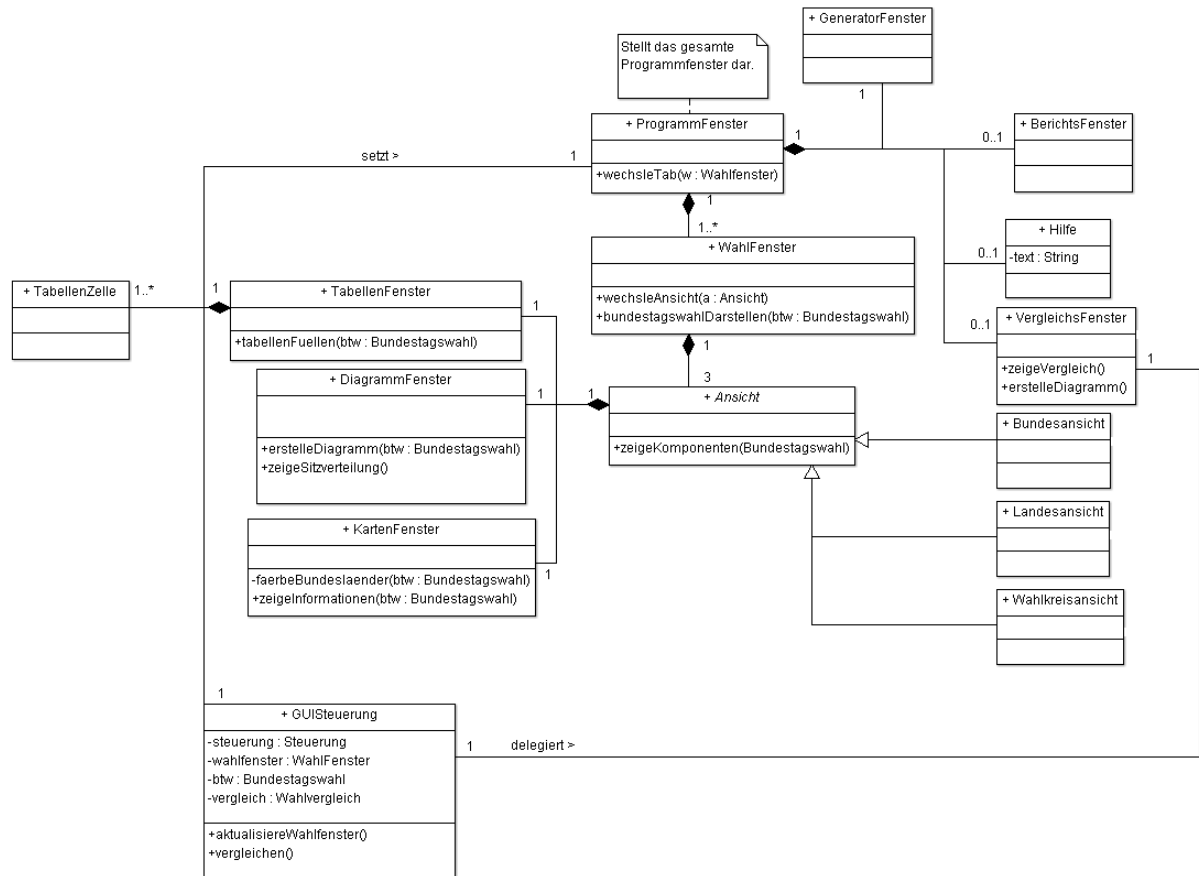 + GeneratorFenster
1
Stellt das gesamte
Programmfenster dar.
+ ProgrammFenster
+wechsleTab(w : Wahlfenster)
1
0..1
+ BerichtsFenster
setzt >
1
1
1..*
+ WahlFenster
+wechsleAnsicht(a : Ansicht)
+bundestagswahlDarstellen(btw : Bundestagswahl)
0..1
+ Hilfe
-text : String
+ TabellenZelle
1..*
1
+ TabellenFenster
+tabellenFuellen(btw : Bundestagswahl)
1
0..1
+ VergleichsFenster
+zeigeVergleich()
+erstelleDiagramm()
1
1
3
+ DiagrammFenster
+erstelleDiagramm(btw : Bundestagswahl)
+zeigeSitzverteilung()
1
1
+ Ansicht
+zeigeKomponenten(Bundestagswahl)
+ Bundesansicht
+ KartenFenster
-faerbeBundeslaender(btw : Bundestagswahl)
+zeigeInformationen(btw : Bundestagswahl)
1
+ Landesansicht
+ Wahlkreisansicht
1
+ GUISteuerung
-steuerung : Steuerung
-wahlfenster : WahlFenster
-btw : Bundestagswahl
-vergleich : Wahlvergleich
+aktualisiereWahlfenster()
+vergleichen()
1
delegiert >